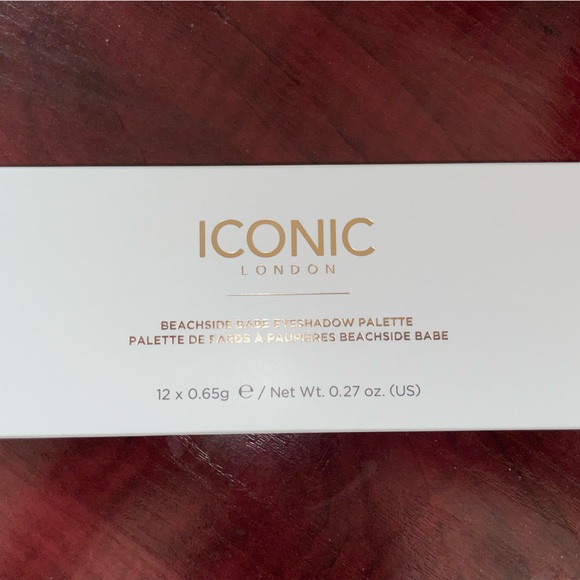 ICONIC
LONDON
BEACHSIDE BABE EYESHADOW PALETTE
PALETTE DE FARDS À PAUPIÈRES BEACHSIDE BABE
12 x 0.65g ℮ / Net Wt. 0.27 oz. (US)